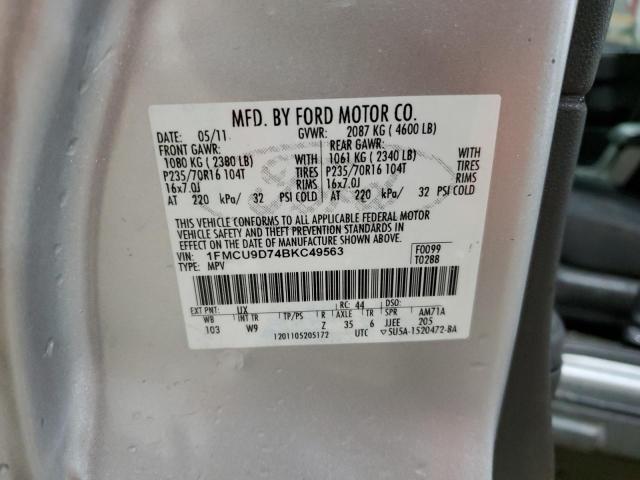 MFD. BY FORD MOTOR CO.
DATE: 05/11 GVWR: 2087 KG ( 4600 LB)
FRONT GAWR: REAR GAWR:
1080 KG ( 2380 LB) 1061 KG ( 2340 LB)
P235/70R16 104T TIRES P235/70R16 104T
16x7.0J RIMS 16x7.0J
AT 220 kPa/ 32 PSI COLD AT 220 kPa/ 32 PSI COLD
THIS VEHICLE CONFORMS TO ALL APPLICABLE FEDERAL MOTOR
VEHICLE SAFETY AND THEFT PREVENTION STANDARDS IN
EFFECT ON THE DATE OF MANUFACTURE SHOWN ABOVE.
VIN: 1FMCU9D74BKC49563 F0099
TYPE: MPV T0288
EXT PNT: UX RC: 44 DSO:
WB INT TR TP/PS R AXLE TR SPR AM71A
103 W9 Z 35 6 JJEE 205
1201105205172 UTC ▽5U5A-1520472-BA
Ford